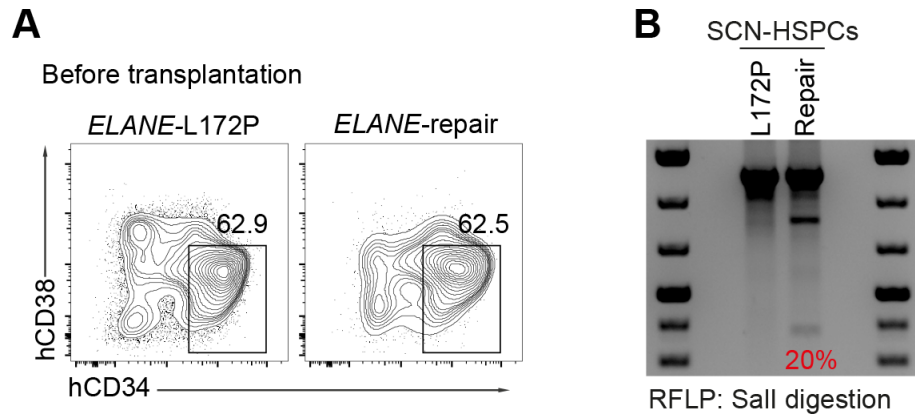 A
Before transplantation
ELANE-L172P
ELANE-repair
62.9
62.5
hCD38
hCD34
B
SCN-HSPCs
L172P
Repair
20%
RFLP: SalI digestion